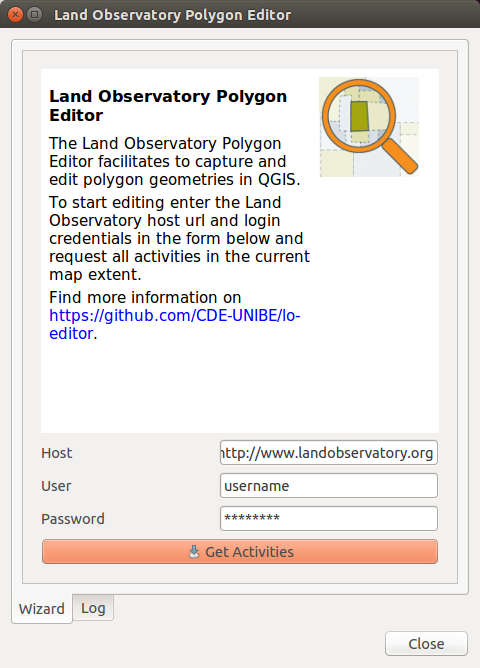 Land Observatory Polygon Editor
Land Observatory Polygon
Editor
The Land Observatory Polygon
Editor facilitates to capture and
edit polygon geometries in QGIS.
To start editing enter the Land
Observatory host url and login
credentials in the form below and
request all activities in the current
map extent.
Find more information on
https://github.com/CDE-UNIBE/lo-
editor.
Host http://www.landobservatory.org
User username
Password ********
Get Activities
Wizard Log
Close